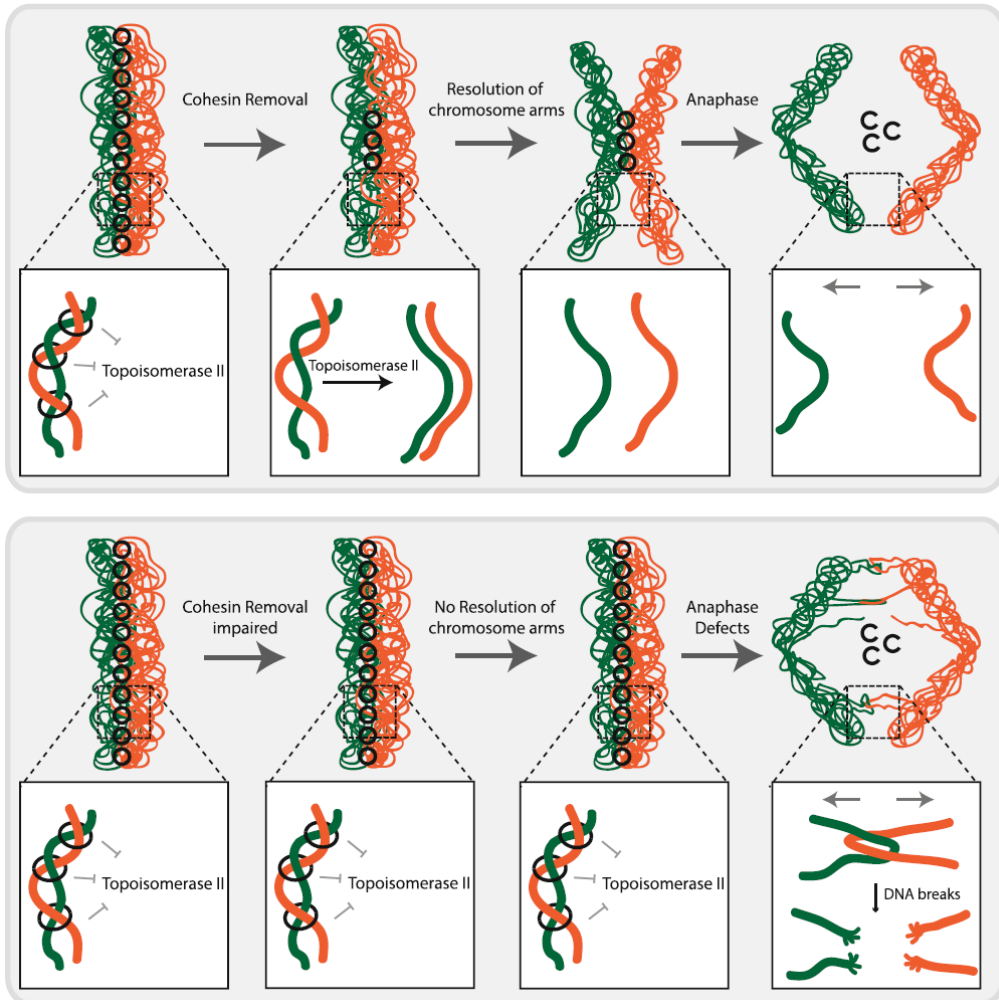 Cohesin Removal
Resolution of
chromosome arms
Anaphase
Topoisomerase II
Topoisomerase II
Cohesin Removal
impaired
No Resolution of
chromosome arms
Anaphase
Defects
Topoisomerase II
Topoisomerase II
Topoisomerase II
DNA breaks